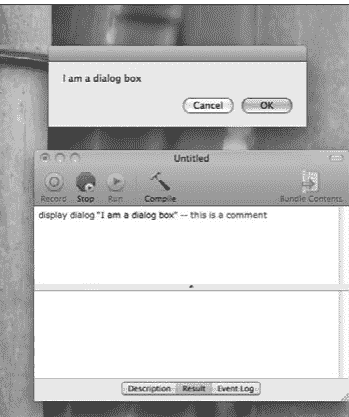 I am a dialog box
Cancel OK
Untitled
Record Stop Run Compile Bundle Contents
display dialog "I am a dialog box" -- this is a comment
Description Result Event Log